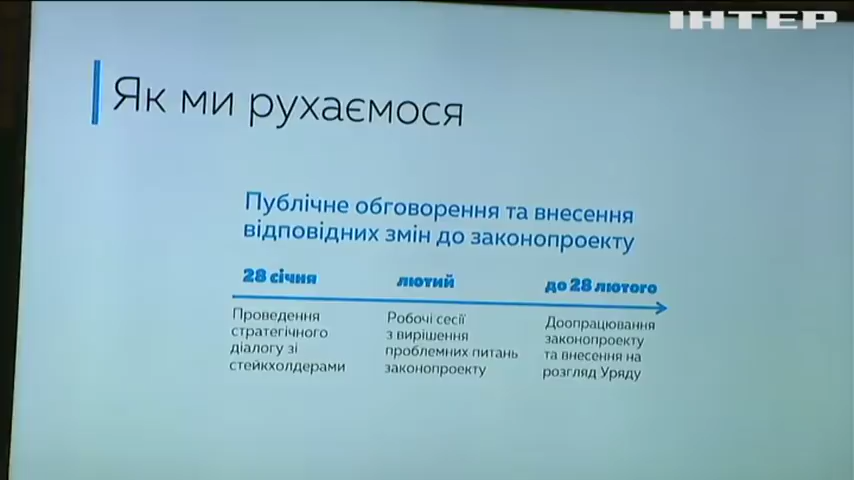 ІНТЕР
Як ми рухаємося
Публічне обговорення та внесення
відповідних змін до законопроекту
28 січня
лютий
до 28 лютого
Проведення
стратегічного
діалогу зі
стейкхолдерами
Робочі сесії
з вирішення
проблемних питань
законопроекту
Доопрацювання
законопроекту
та внесення на
розгляд Уряду